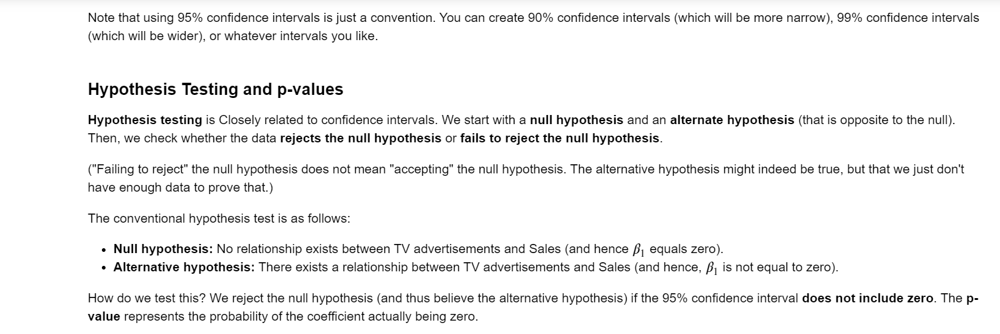 Note that using 95% confidence intervals is just a convention. You can create 90% confidence intervals (which will be more narrow), 99% confidence intervals
(which will be wider), or whatever intervals you like.
Hypothesis Testing and p-values
Hypothesis testing is Closely related to confidence intervals. We start with a null hypothesis and an alternate hypothesis (that is opposite to the null).
Then, we check whether the data rejects the null hypothesis or fails to reject the null hypothesis.
("Failing to reject" the null hypothesis does not mean "accepting" the null hypothesis. The alternative hypothesis might indeed be true, but that we just don't
have enough data to prove that.)
The conventional hypothesis test is as follows:
• Null hypothesis: No relationship exists between TV advertisements and Sales (and hence β₁ equals zero).
• Alternative hypothesis: There exists a relationship between TV advertisements and Sales (and hence, β₁ is not equal to zero).
How do we test this? We reject the null hypothesis (and thus believe the alternative hypothesis) if the 95% confidence interval does not include zero. The p-
value represents the probability of the coefficient actually being zero.